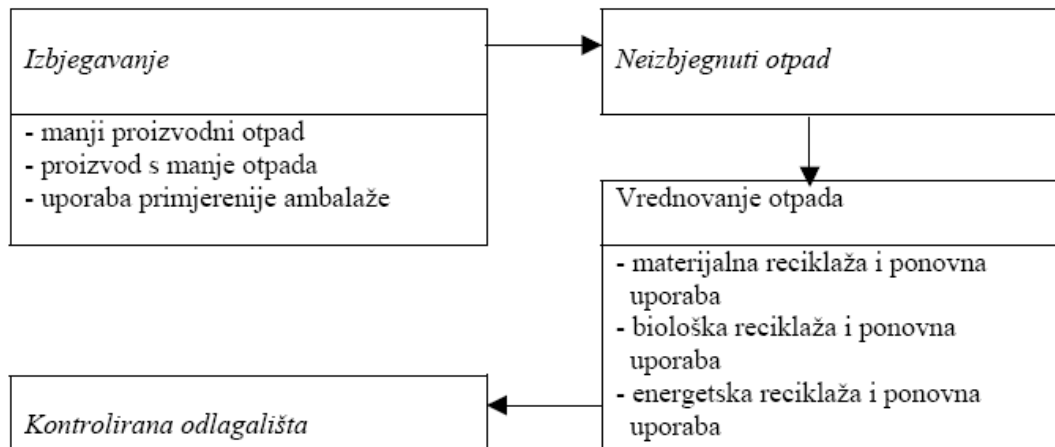 Izbjegavanje
- manji proizvodni otpad
- proizvod s manje otpada
- uporaba primjerenije ambalaže
Neizbjegnuti otpad
Vrednovanje otpada
- materijalna reciklaža i ponovna
uporaba
- biološka reciklaža i ponovna
uporaba
- energetska reciklaža i ponovna
uporaba
Kontrolirana odlagališta